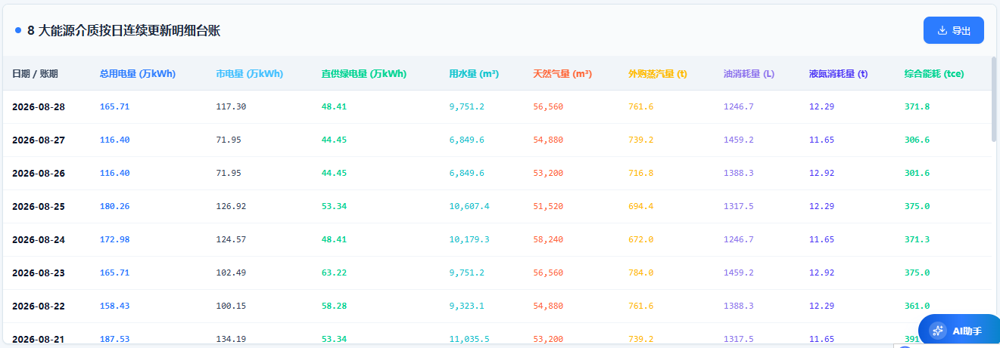 8 大能源介质按日连续更新明细台账
导出
日期 / 账期 总用电量 (万kWh) 市电量 (万kWh) 直供绿电量 (万kWh) 用水量 (m³) 天然气量 (m³) 外购蒸汽量 (t) 油消耗量 (L) 液氮消耗量 (t) 综合能耗 (tce)
2026-08-28 165.71 117.30 48.41 9,751.2 56,560 761.6 1246.7 12.29 371.8
2026-08-27 116.40 71.95 44.45 6,849.6 54,880 739.2 1459.2 11.65 306.6
2026-08-26 116.40 71.95 44.45 6,849.6 53,200 716.8 1388.3 12.92 301.6
2026-08-25 180.26 126.92 53.34 10,607.4 51,520 694.4 1317.5 12.29 375.0
2026-08-24 172.98 124.57 48.41 10,179.3 58,240 672.0 1246.7 11.65 371.3
2026-08-23 165.71 102.49 63.22 9,751.2 56,560 784.0 1459.2 12.92 375.0
2026-08-22 158.43 100.15 58.28 9,323.1 54,880 761.6 1388.3 12.29 361.0
2026-08-21 187.53 134.19 53.34 11,035.5 53,200 739.2 1317.5 11.65 391
AI助手